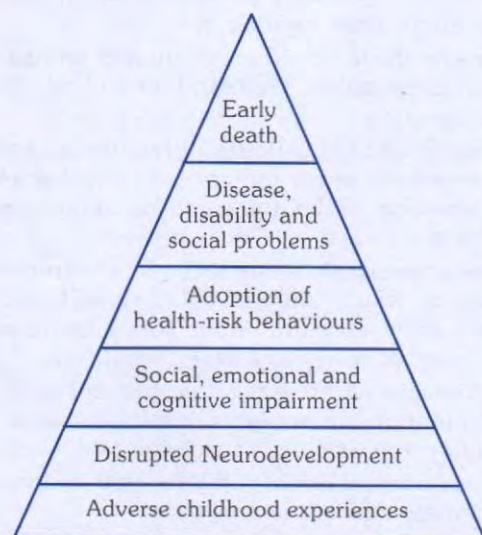 Early
death
Disease,
disability and
social problems
Adoption of
health-risk behaviours
Social, emotional and
cognitive impairment
Disrupted Neurodevelopment
Adverse childhood experiences